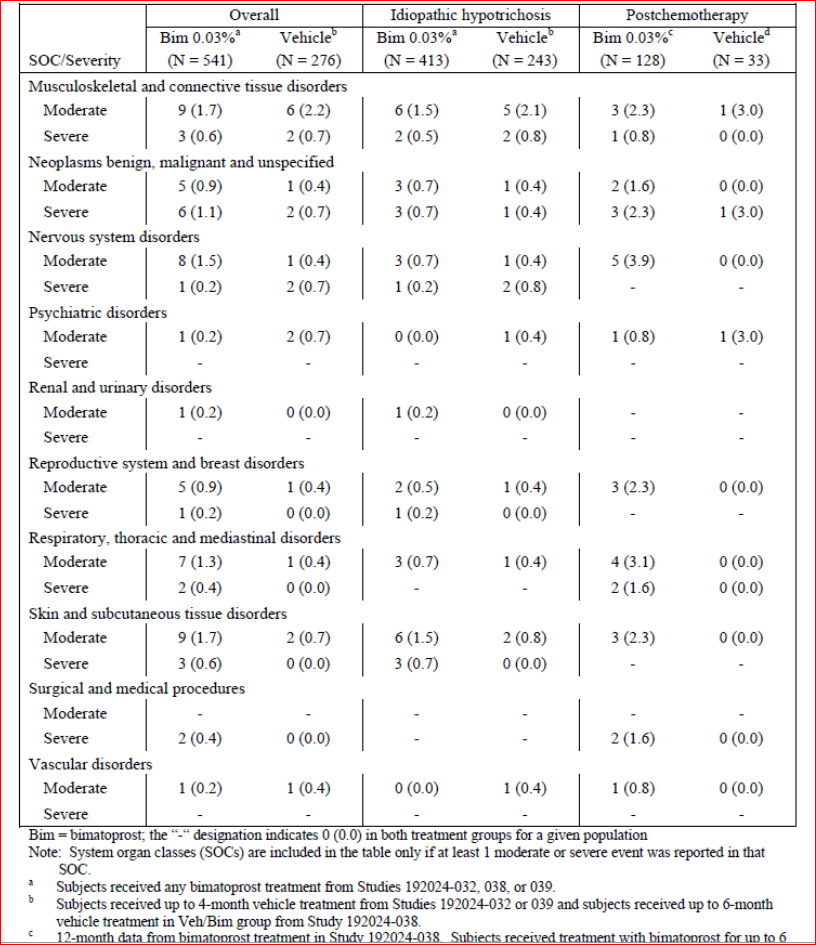 Overall Idiopathic hypotrichosis Postchemotherapy
Bim 0.03%a Vehicleb Bim 0.03%a Vehicleb Bim 0.03%c Vehicled
SOC/Severity (N = 541) (N = 276) (N = 413) (N = 243) (N = 128) (N = 33)
Musculoskeletal and connective tissue disorders
Moderate 9 (1.7) 6 (2.2) 6 (1.5) 5 (2.1) 3 (2.3) 1 (3.0)
Severe 3 (0.6) 2 (0.7) 2 (0.5) 2 (0.8) 1 (0.8) 0 (0.0)
Neoplasms benign, malignant and unspecified
Moderate 5 (0.9) 1 (0.4) 3 (0.7) 1 (0.4) 2 (1.6) 0 (0.0)
Severe 6 (1.1) 2 (0.7) 3 (0.7) 1 (0.4) 3 (2.3) 1 (3.0)
Nervous system disorders
Moderate 8 (1.5) 1 (0.4) 3 (0.7) 1 (0.4) 5 (3.9) 0 (0.0)
Severe 1 (0.2) 2 (0.7) 1 (0.2) 2 (0.8) - -
Psychiatric disorders
Moderate 1 (0.2) 2 (0.7) 0 (0.0) 1 (0.4) 1 (0.8) 1 (3.0)
Severe - - - - - -
Renal and urinary disorders
Moderate 1 (0.2) 0 (0.0) 1 (0.2) 0 (0.0) - -
Severe - - - - - -
Reproductive system and breast disorders
Moderate 5 (0.9) 1 (0.4) 2 (0.5) 1 (0.4) 3 (2.3) 0 (0.0)
Severe 1 (0.2) 0 (0.0) 1 (0.2) 0 (0.0) - -
Respiratory, thoracic and mediastinal disorders
Moderate 7 (1.3) 1 (0.4) 3 (0.7) 1 (0.4) 4 (3.1) 0 (0.0)
Severe 2 (0.4) 0 (0.0) - - 2 (1.6) 0 (0.0)
Skin and subcutaneous tissue disorders
Moderate 9 (1.7) 2 (0.7) 6 (1.5) 2 (0.8) 3 (2.3) 0 (0.0)
Severe 3 (0.6) 0 (0.0) 3 (0.7) 0 (0.0) - -
Surgical and medical procedures
Moderate - - - - - -
Severe 2 (0.4) 0 (0.0) - - 2 (1.6) 0 (0.0)
Vascular disorders
Moderate 1 (0.2) 1 (0.4) 0 (0.0) 1 (0.4) 1 (0.8) 0 (0.0)
Severe - - - - - -
Bim = bimatoprost; the “-“ designation indicates 0 (0.0) in both treatment groups for a given population
Note: System organ classes (SOCs) are included in the table only if at least 1 moderate or severe event was reported in that
SOC.
a Subjects received any bimatoprost treatment from Studies 192024-032, 038, or 039.
b Subjects received up to 4-month vehicle treatment from Studies 192024-032 or 039 and subjects received up to 6-month
vehicle treatment in Veh/Bim group from Study 192024-038.
c 12-month data from bimatoprost treatment in Study 192024-038. Subjects received treatment with bimatoprost for up to 6